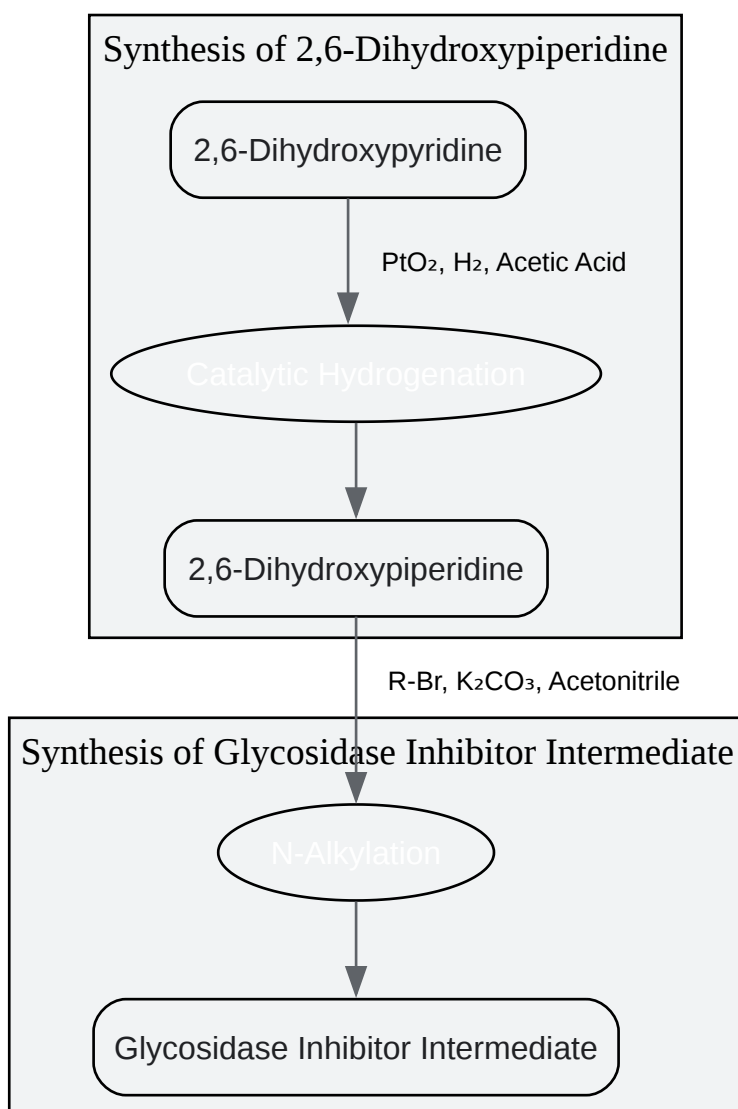 Synthesis of 2,6-Dihydroxypiperidine
2,6-Dihydroxypyridine
PtO₂, H₂, Acetic Acid
Catalytic Hydrogenation
2,6-Dihydroxypiperidine
R-Br, K₂CO₃, Acetonitrile
Synthesis of Glycosidase Inhibitor Intermediate
N-Alkylation
Glycosidase Inhibitor Intermediate